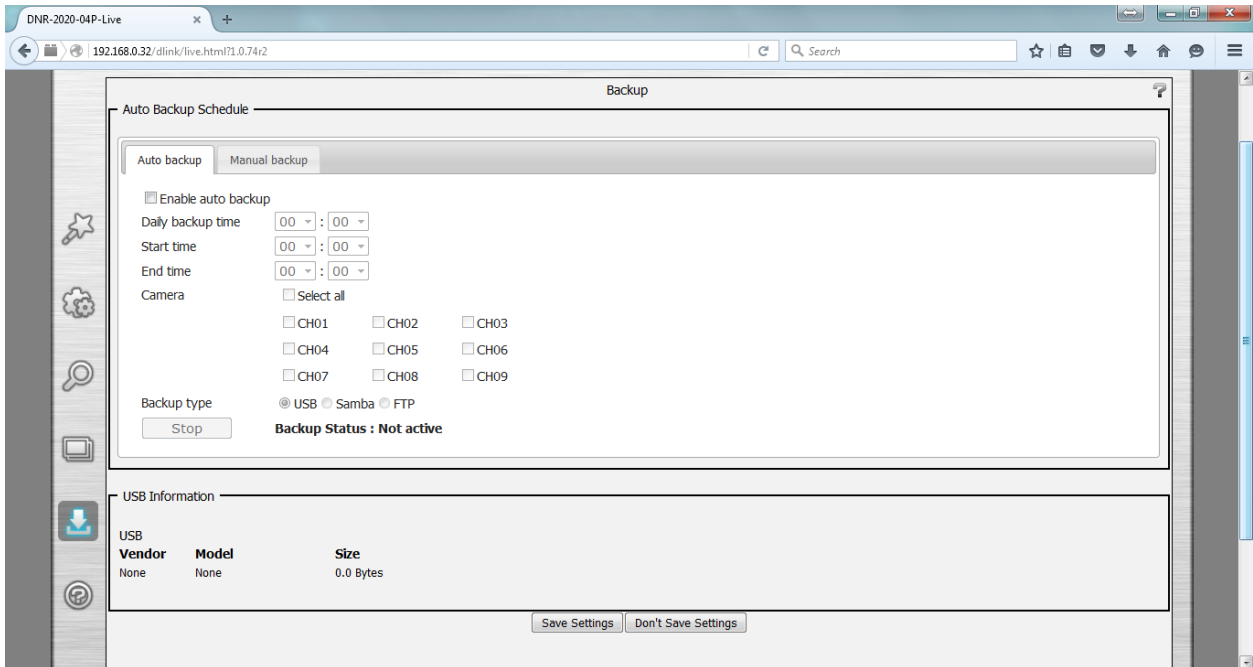 DNR-2020-04P-Live
192.168.0.32/dlink/live.html?1.0.74r2
Search
Backup
Auto Backup Schedule
Auto backup Manual backup
Enable auto backup
Daily backup time 00 : 00
Start time 00 : 00
End time 00 : 00
Camera Select all
CH01 CH02 CH03
CH04 CH05 CH06
CH07 CH08 CH09
Backup type USB Samba FTP
Stop Backup Status : Not active
USB Information
USB
Vendor Model Size
None None 0.0 Bytes
Save Settings Don't Save Settings